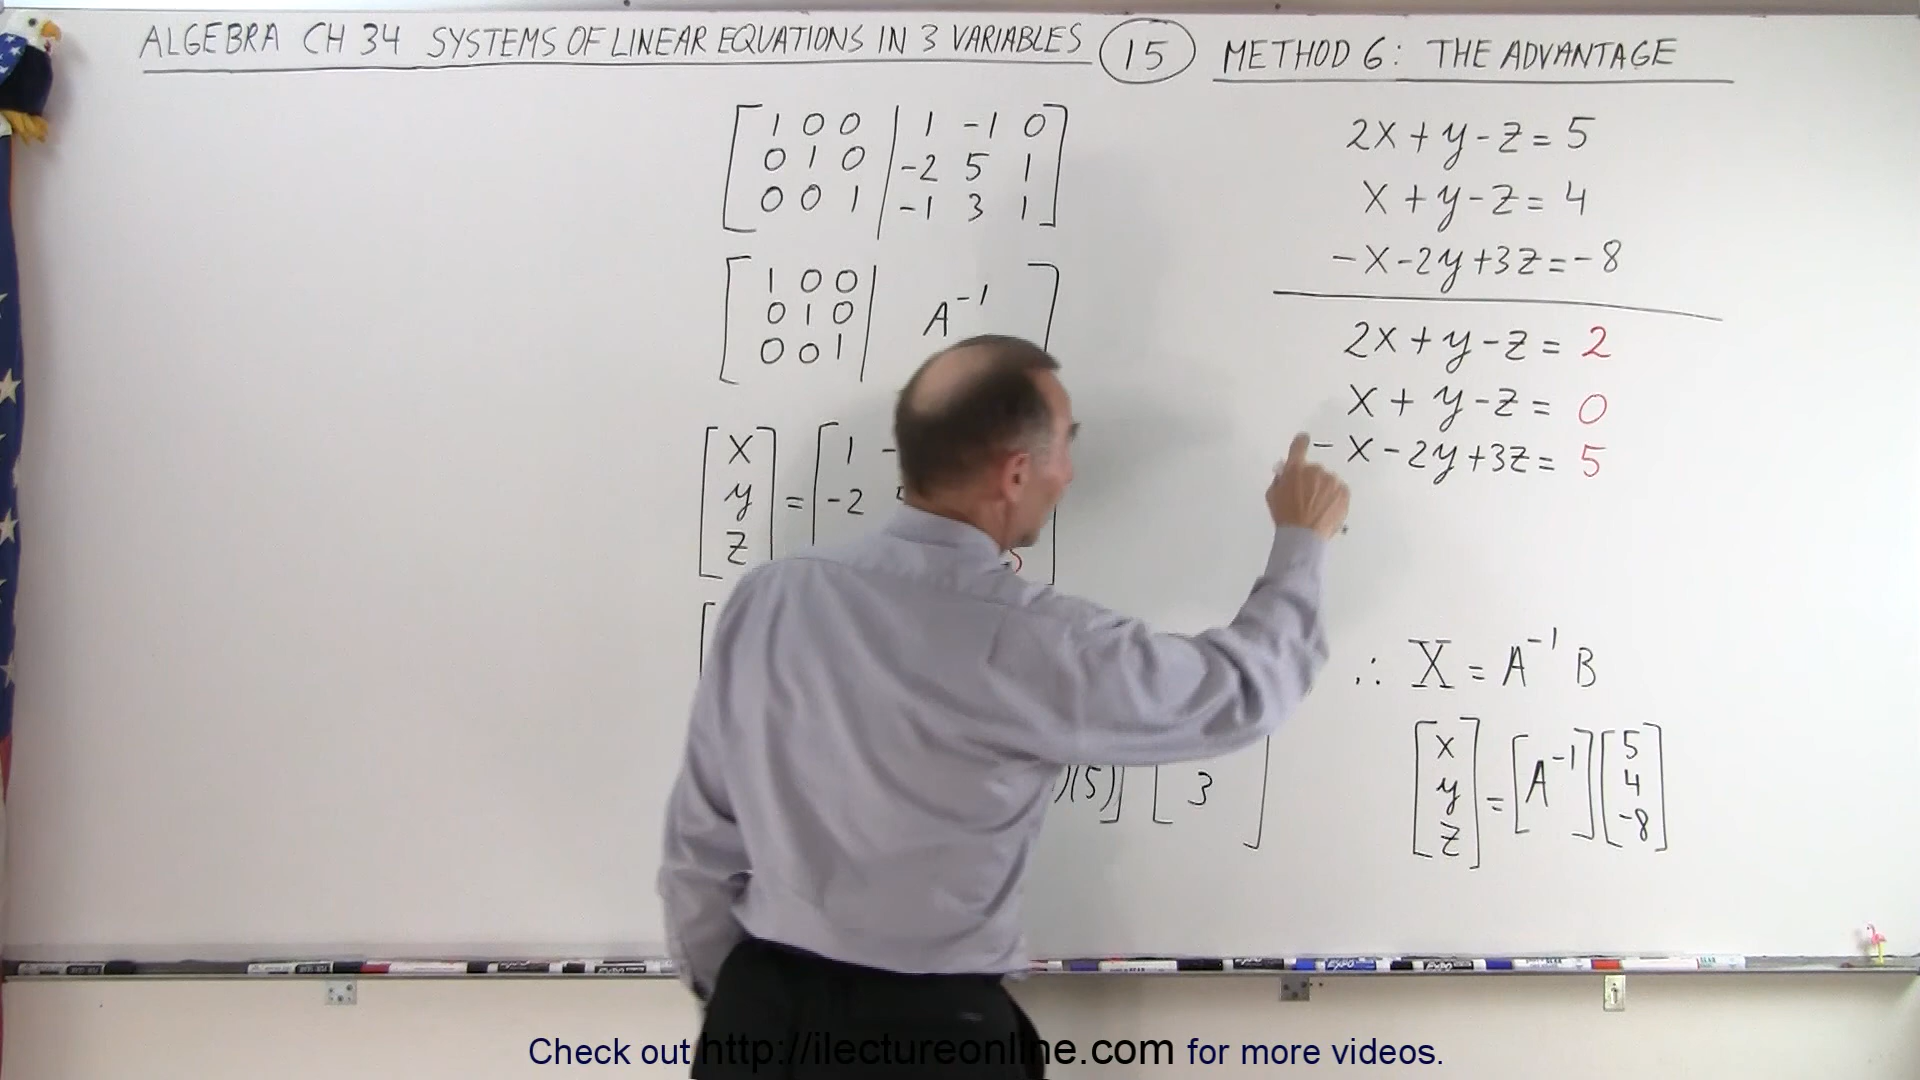 ALGEBRA CH 34 SYSTEMS OF LINEAR EQUATIONS IN 3 VARIABLES 15 METHOD 6: THE ADVANTAGE
1 0 0 | 1 -1 0
0 1 0 | -2 5 1
0 0 1 | -1 3 1
1 0 0
0 1 0 | A⁻¹
0 0 1
x 1 -
y = -2
z
)(5) 3
2x + y - z = 5
x + y - z = 4
-x - 2y + 3z = -8
2x + y - z = 2
x + y - z = 0
-x - 2y + 3z = 5
∴ X = A⁻¹ B
x 5
y = A⁻¹ 4
z -8
EXPO EXPO
Check out http://ilectureonline.com for more videos.